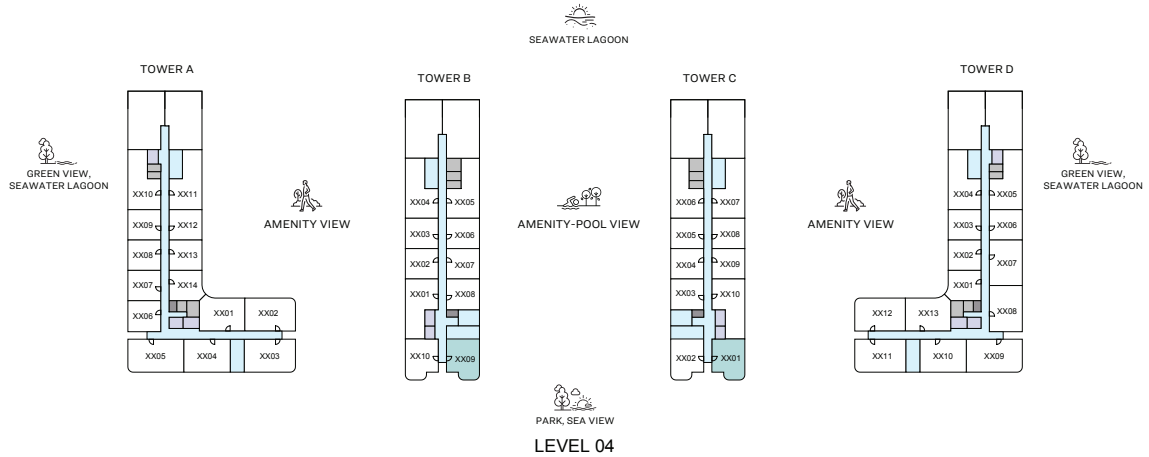 SEAWATER LAGOON
TOWER A
TOWER B
TOWER C
TOWER D
GREEN VIEW,
SEAWATER LAGOON
AMENITY VIEW
AMENITY-POOL VIEW
AMENITY VIEW
GREEN VIEW,
SEAWATER LAGOON
XX10 XX11
XX09 XX12
XX08 XX13
XX07 XX14
XX06 XX01 XX02
XX05 XX04 XX03
XX04 XX05
XX03 XX06
XX02 XX07
XX01 XX08
XX10 XX09
XX06 XX07
XX05 XX08
XX04 XX09
XX03 XX10
XX02 XX01
XX04 XX05
XX03 XX06
XX02 XX07
XX01
XX12 XX13 XX08
XX11 XX10 XX09
PARK, SEA VIEW
LEVEL 04